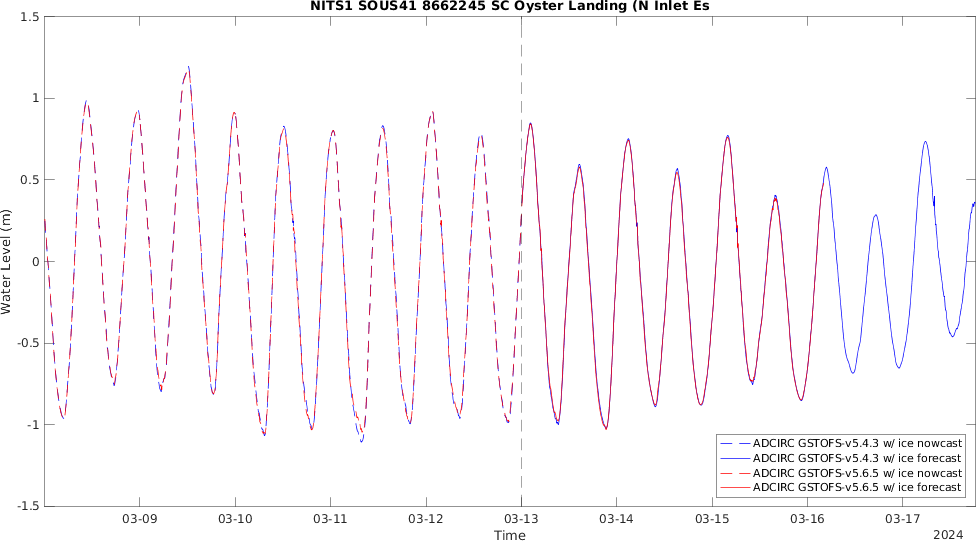 NITS1 SOUS41 8662245 SC Oyster Landing (N Inlet Es
1.5
1
0.5
0
-0.5
-1
-1.5
Water Level (m)
03-09 03-10 03-11 03-12 03-13 03-14 03-15 03-16 03-17
Time
2024
ADCIRC GSTOFS-v5.4.3 w/ ice nowcast
ADCIRC GSTOFS-v5.4.3 w/ ice forecast
ADCIRC GSTOFS-v5.6.5 w/ ice nowcast
ADCIRC GSTOFS-v5.6.5 w/ ice forecast